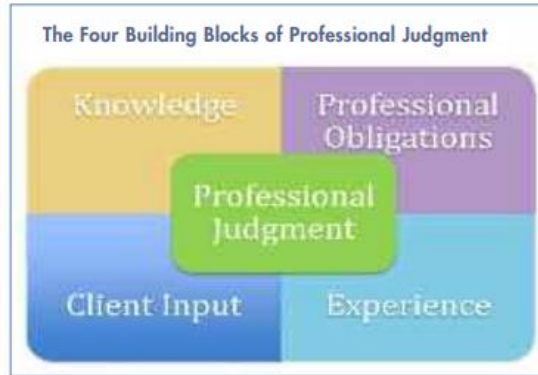 The Four Building Blocks of Professional Judgment
Knowledge
Professional
Obligations
Professional
Judgment
Client Input
Experience